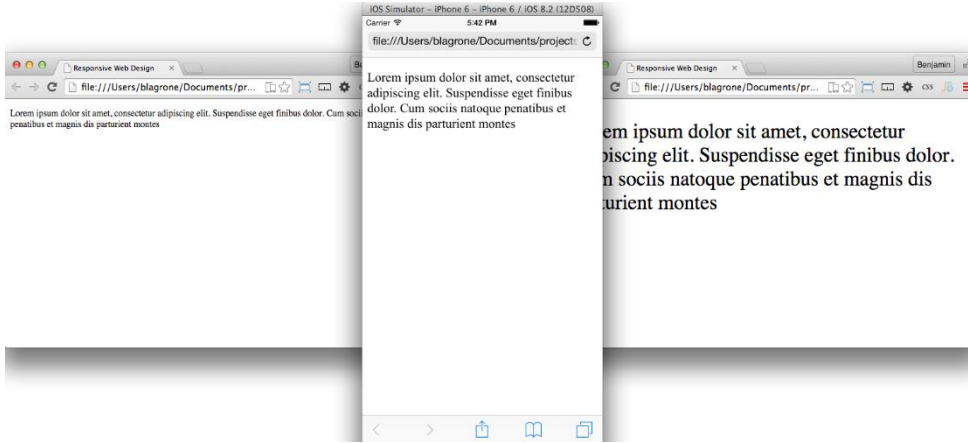 iOS Simulator – iPhone 6 – iPhone 6 / iOS 8.2 (12D508)
Carrier 5:42 PM
file:///Users/blagrone/Documents/project
Lorem ipsum dolor sit amet, consectetur
adipiscing elit. Suspendisse eget finibus
dolor. Cum sociis natoque penatibus et
magnis dis parturient montes
Responsive Web Design
file:///Users/blagrone/Documents/pr...
Lorem ipsum dolor sit amet, consectetur adipiscing elit. Suspendisse eget finibus dolor. Cum socii
penatibus et magnis dis parturient montes
Responsive Web Design
Benjamin
file:///Users/blagrone/Documents/pr...
css
em ipsum dolor sit amet, consectetur
piscing elit. Suspendisse eget finibus dolor.
m sociis natoque penatibus et magnis dis
turient montes